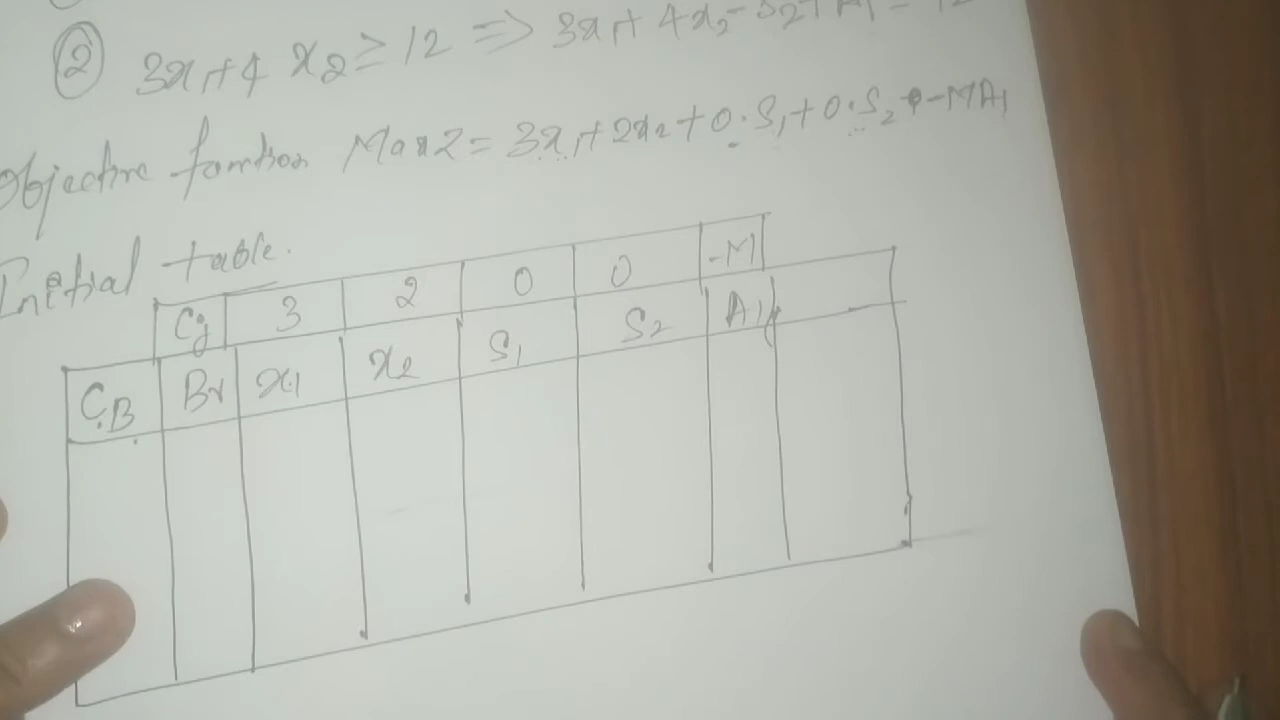 ② 3x1+4 x2≥12 => 3x1+ 4x2-S2+A1=12
Objective funtion Max Z = 3x1+2x2+0.S1+0.S2-MA1
Initial table.
Cj 3 2 0 0 -M
CB Bv x1 x2 S1 S2 A1